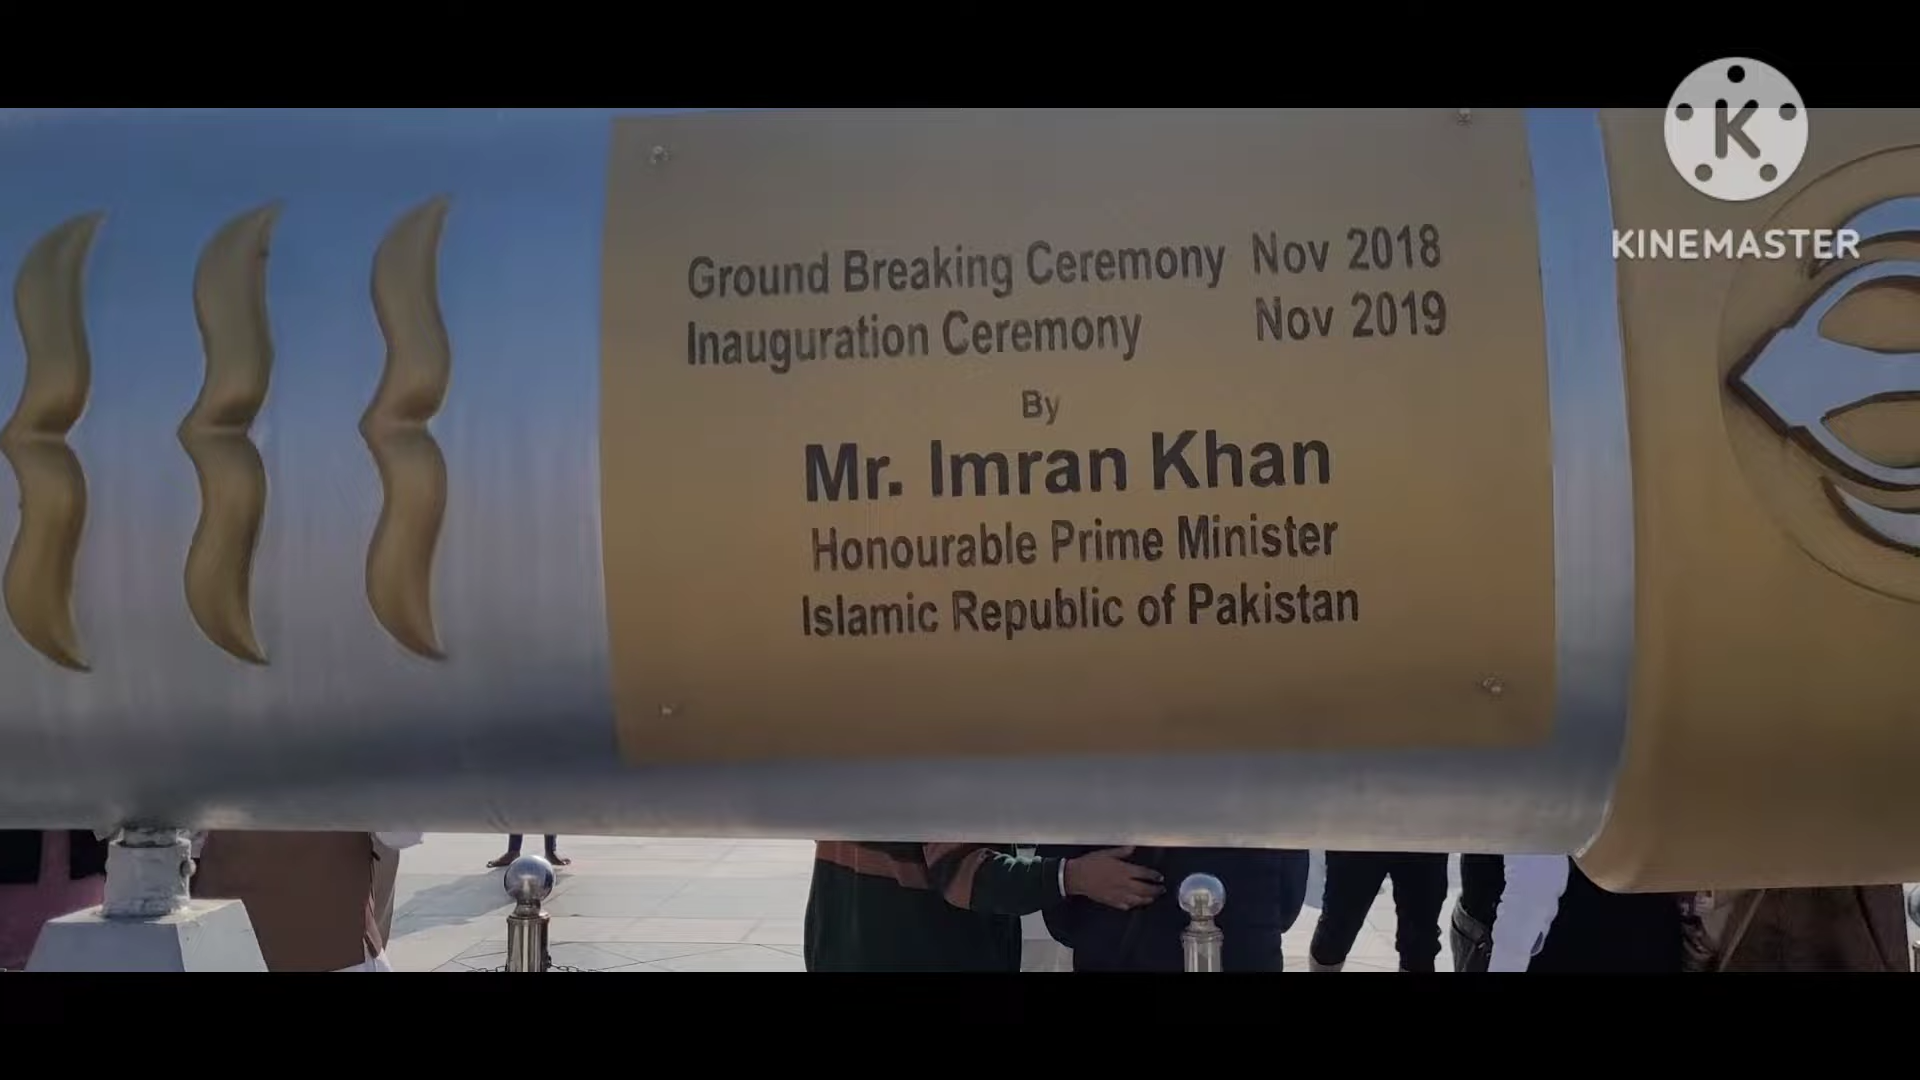 K
KINEMASTER
Ground Breaking Ceremony Nov 2018
Inauguration Ceremony Nov 2019
By
Mr. Imran Khan
Honourable Prime Minister
Islamic Republic of Pakistan